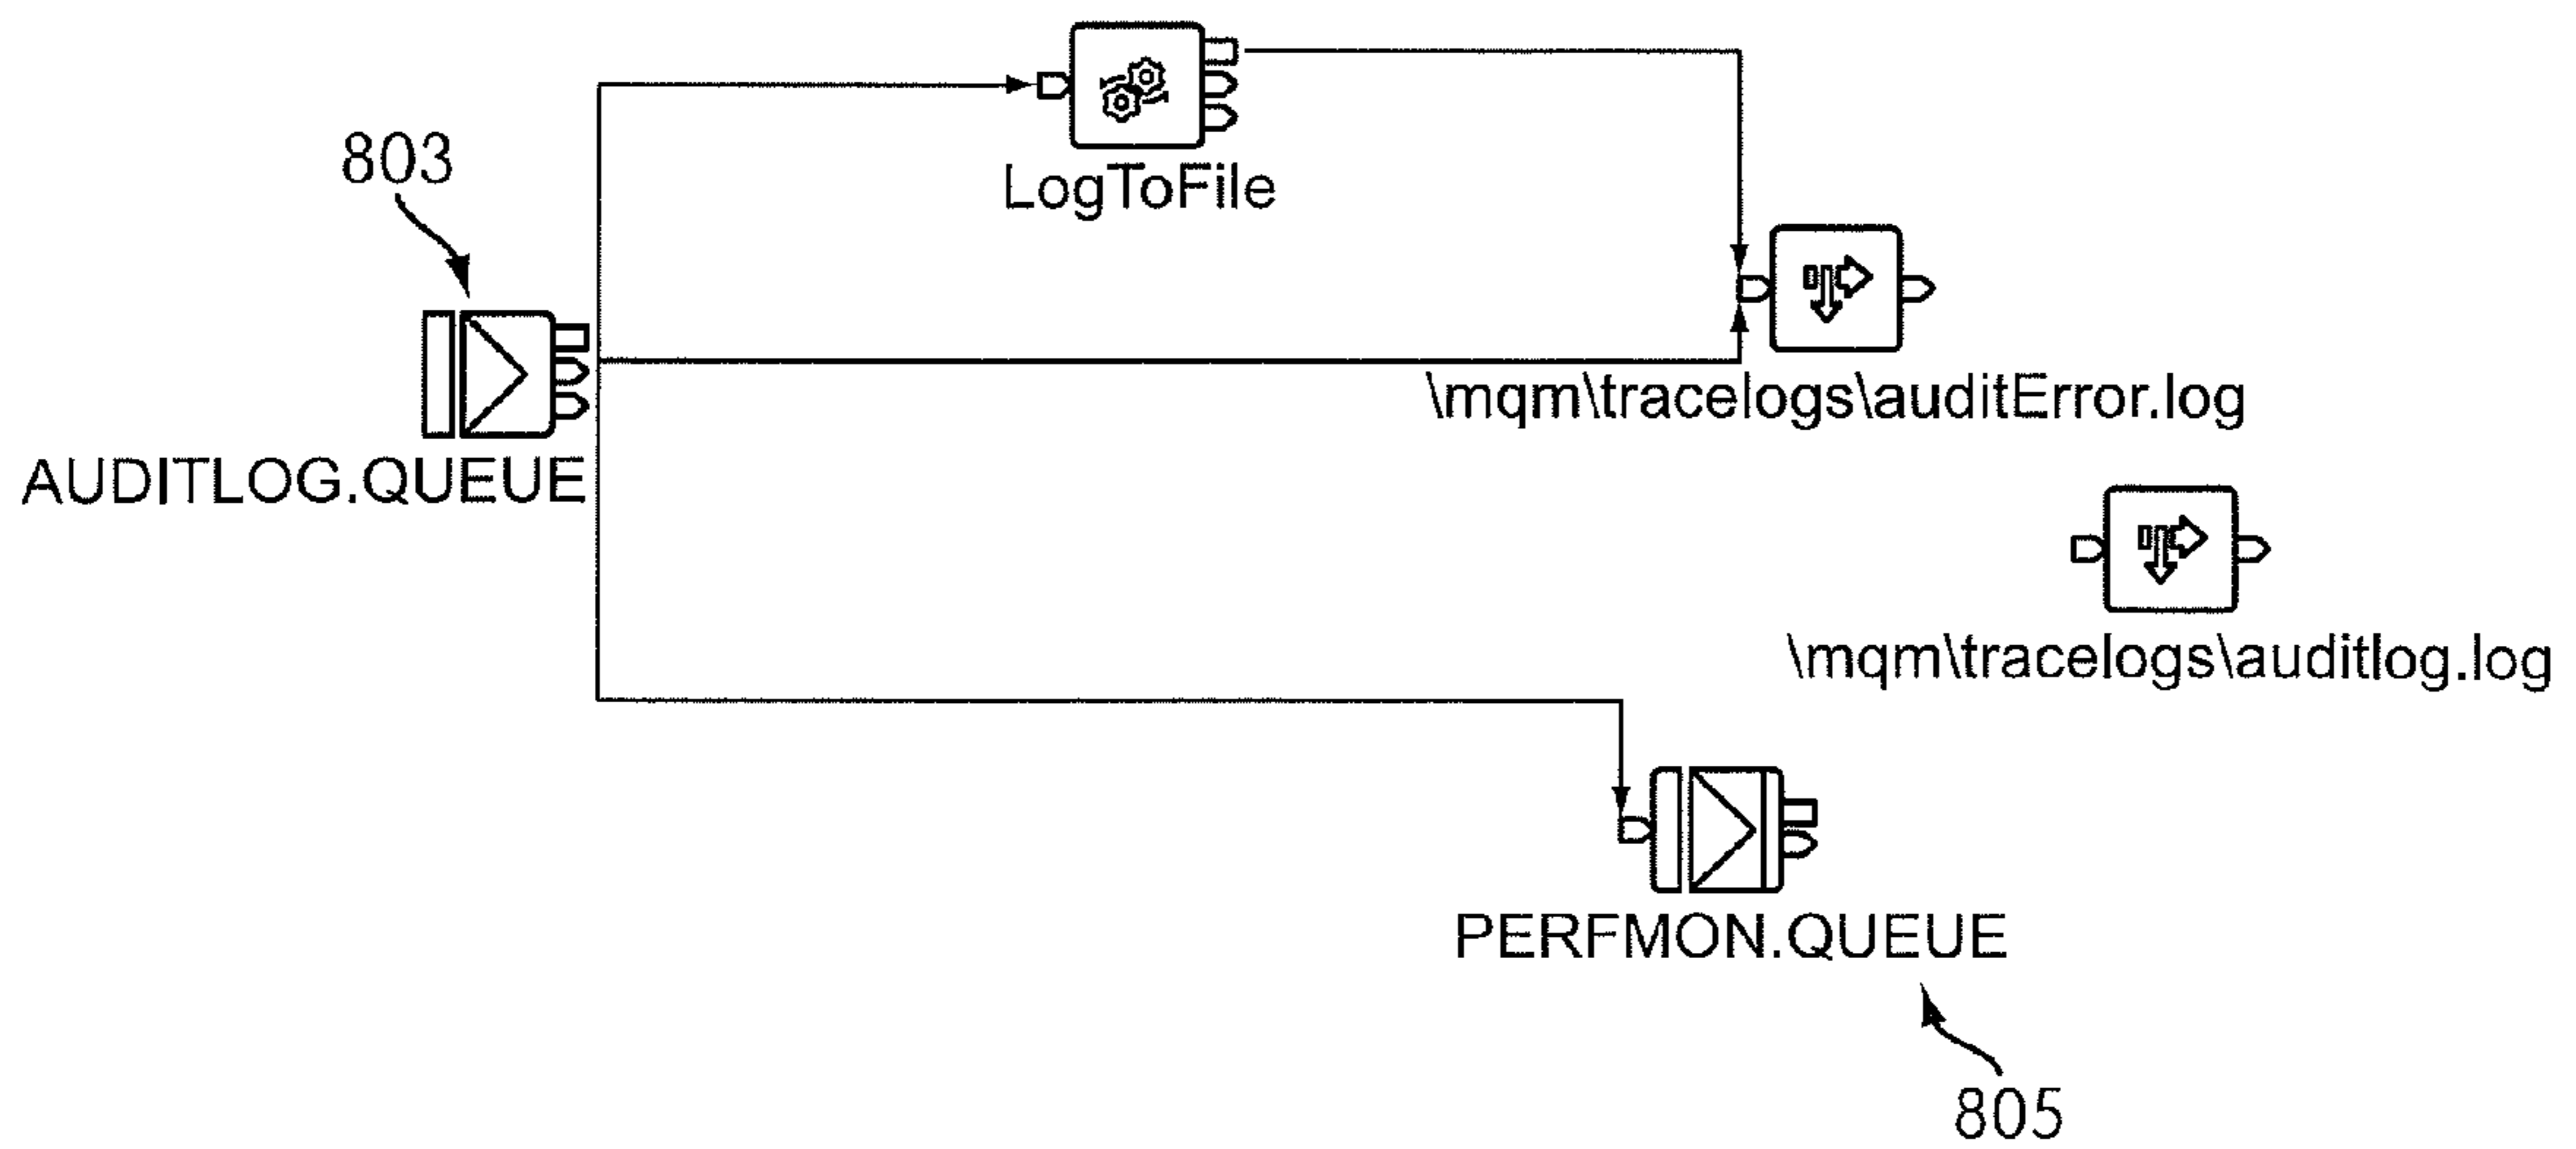 803
LogToFile
AUDITLOG.QUEUE
\mqm\tracelogs\auditError.log
\mqm\tracelogs\auditlog.log
PERFMON.QUEUE
805